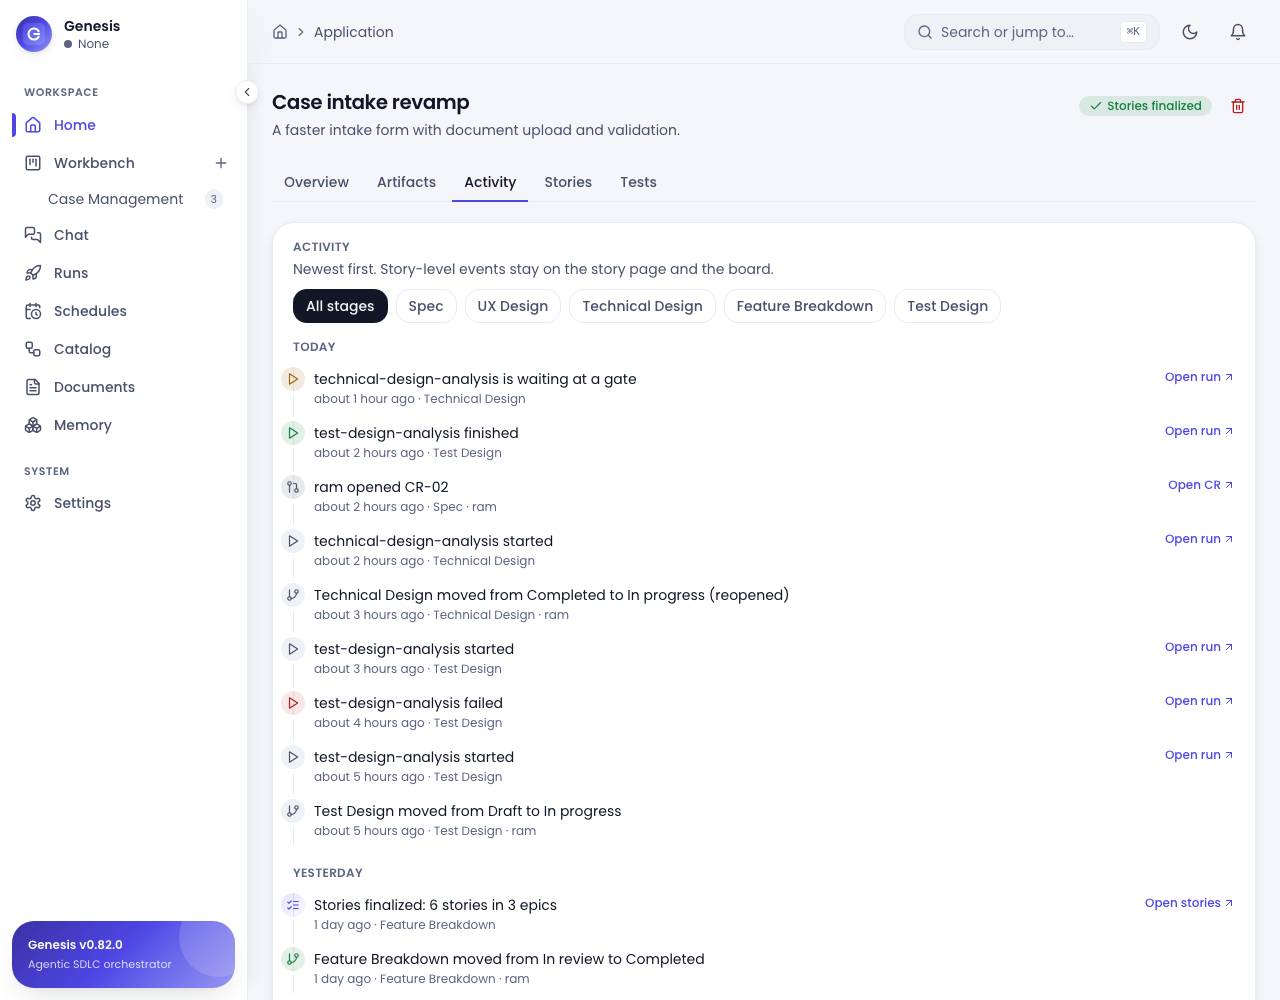 Genesis
None
WORKSPACE
Home
Workbench
Case Management 3
Chat
Runs
Schedules
Catalog
Documents
Memory
SYSTEM
Settings
Genesis v0.82.0
Agentic SDLC orchestrator
Application
Search or jump to... ⌘K
Case intake revamp
Stories finalized
A faster intake form with document upload and validation.
Overview Artifacts Activity Stories Tests
ACTIVITY
Newest first. Story-level events stay on the story page and the board.
All stages Spec UX Design Technical Design Feature Breakdown Test Design
TODAY
technical-design-analysis is waiting at a gate Open run
about 1 hour ago · Technical Design
test-design-analysis finished Open run
about 2 hours ago · Test Design
ram opened CR-02 Open CR
about 2 hours ago · Spec · ram
technical-design-analysis started Open run
about 2 hours ago · Technical Design
Technical Design moved from Completed to In progress (reopened)
about 3 hours ago · Technical Design · ram
test-design-analysis started Open run
about 3 hours ago · Test Design
test-design-analysis failed Open run
about 4 hours ago · Test Design
test-design-analysis started Open run
about 5 hours ago · Test Design
Test Design moved from Draft to In progress
about 5 hours ago · Test Design · ram
YESTERDAY
Stories finalized: 6 stories in 3 epics Open stories
1 day ago · Feature Breakdown
Feature Breakdown moved from In review to Completed
1 day ago · Feature Breakdown · ram